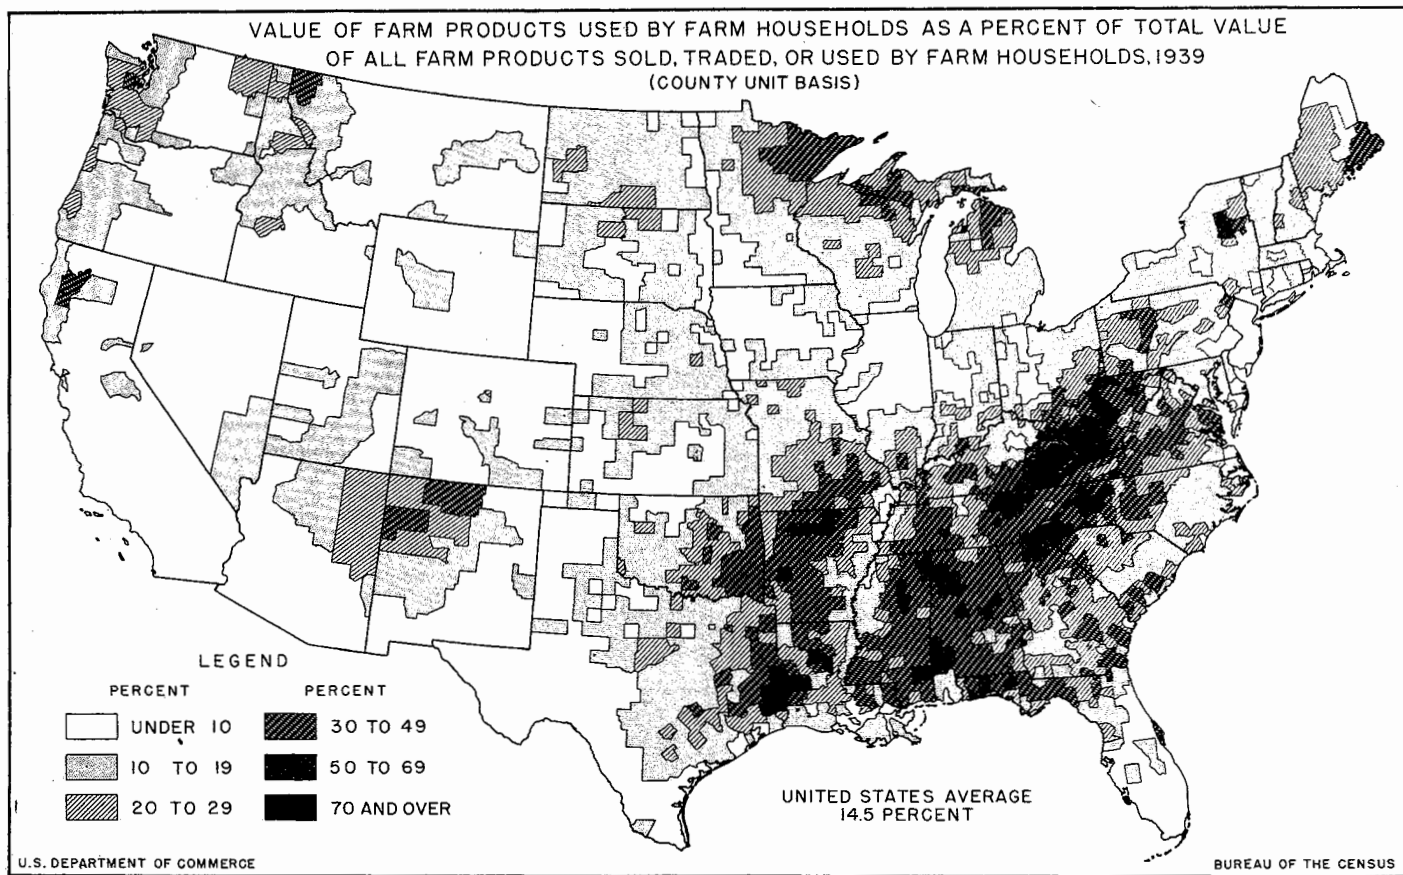 VALUE OF FARM PRODUCTS USED BY FARM HOUSEHOLDS AS A PERCENT OF TOTAL VALUE
OF ALL FARM PRODUCTS SOLD, TRADED, OR USED BY FARM HOUSEHOLDS, 1939
(COUNTY UNIT BASIS)
LEGEND
PERCENT
UNDER 10
10 TO 19
20 TO 29
PERCENT
30 TO 49
50 TO 69
70 AND OVER
UNITED STATES AVERAGE
14.5 PERCENT
U.S. DEPARTMENT OF COMMERCE
BUREAU OF THE CENSUS